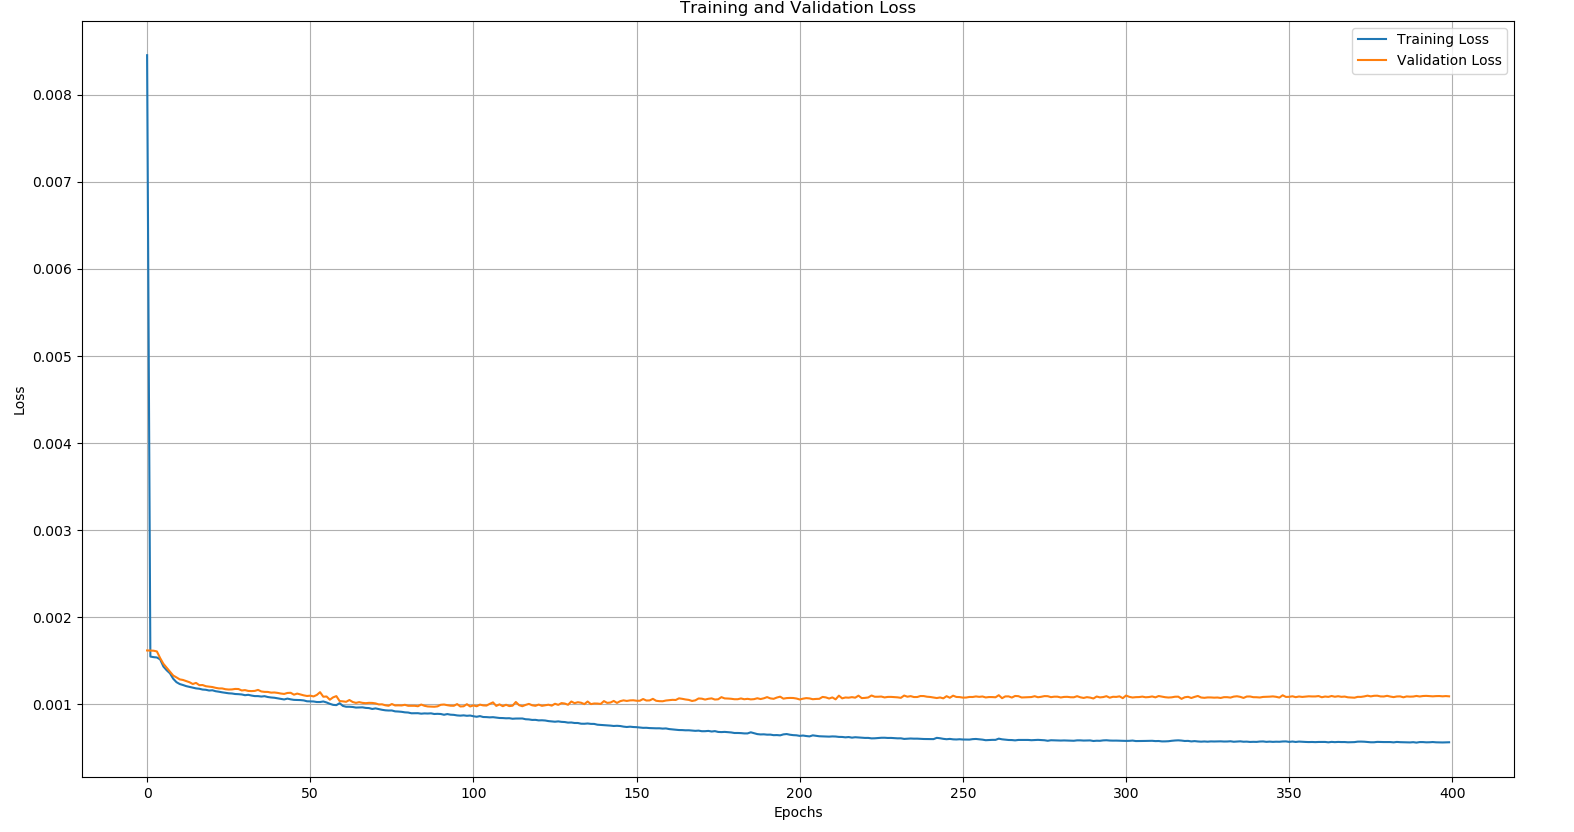 Training and Validation Loss
Training Loss
Validation Loss
0.008
0.007
0.006
0.005
0.004
0.003
0.002
0.001
Loss
0 50 100 150 200 250 300 350 400
Epochs